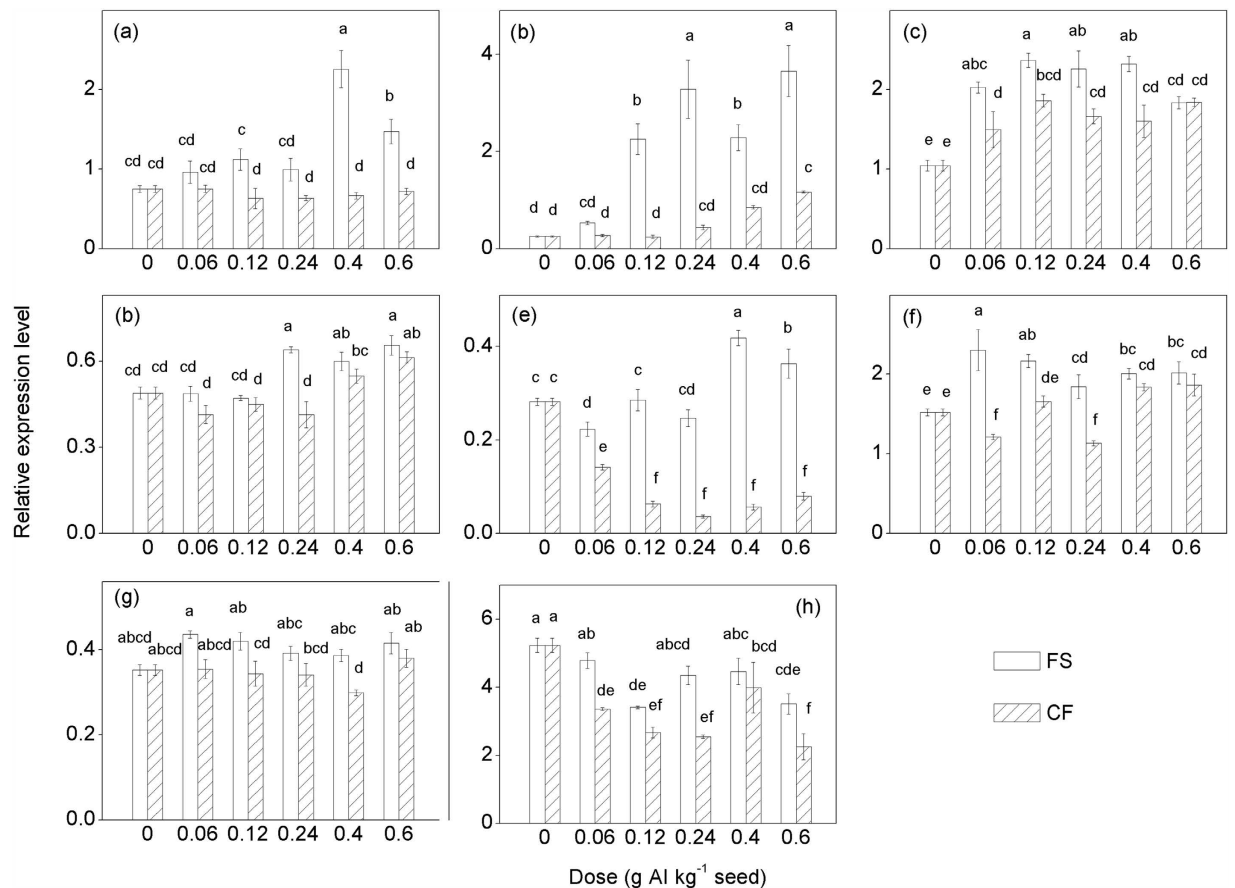 (a)
a
b
c
cd cd cd cd cd
d d d d
2
1
0
0 0.06 0.12 0.24 0.4 0.6
(b)
a a
b b
c
d d d d d cd cd
4
2
0
0 0.06 0.12 0.24 0.4 0.6
(c)
a ab ab
abc bcd cd cd cd cd
d
e e
2
1
0
0 0.06 0.12 0.24 0.4 0.6
Relative expression level
(b)
a ab a ab
bc
cd cd cd d cd d d
0.6
0.3
0.0
0 0.06 0.12 0.24 0.4 0.6
(e)
a
b
c c c cd
d
e
f f f f
0.4
0.2
0.0
0 0.06 0.12 0.24 0.4 0.6
(f)
a
ab
bc bc
cd cd cd
e e de
f f
2
1
0
0 0.06 0.12 0.24 0.4 0.6
(g)
a ab ab ab
abcd abcd abcd abc abc
cd bcd d
0.4
0.2
0.0
0 0.06 0.12 0.24 0.4 0.6
(h)
a a ab abcd abc bcd
de de ef ef cde f
6
4
2
0
0 0.06 0.12 0.24 0.4 0.6
FS
CF
Dose (g AI kg⁻¹ seed)